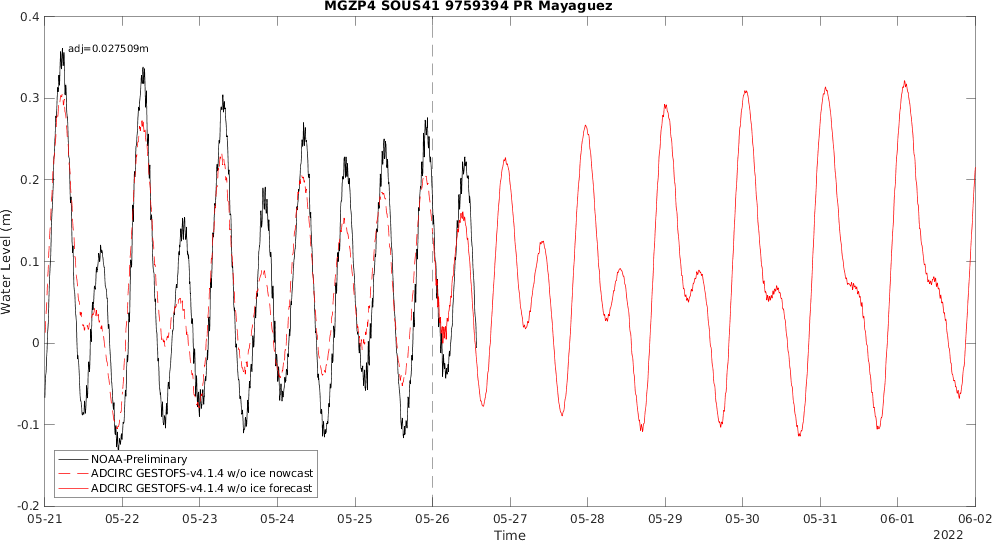 MGZP4 SOUS41 9759394 PR Mayaguez
adj=0.027509m
Water Level (m)
0.4
0.3
0.2
0.1
0
-0.1
-0.2
NOAA-Preliminary
ADCIRC GESTOFS-v4.1.4 w/o ice nowcast
ADCIRC GESTOFS-v4.1.4 w/o ice forecast
05-21 05-22 05-23 05-24 05-25 05-26 05-27 05-28 05-29 05-30 05-31 06-01 06-02
Time
2022